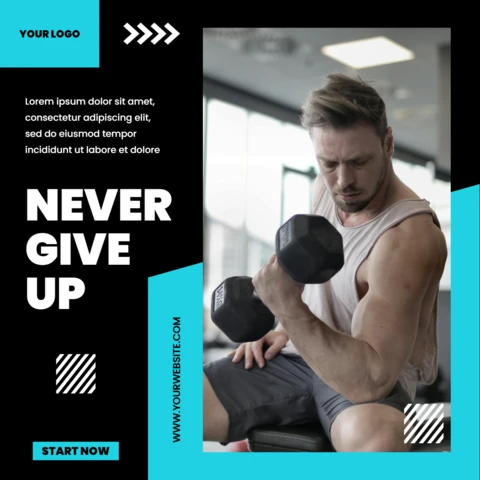 YOUR LOGO
Lorem ipsum dolor sit amet,
consectetur adipiscing elit,
sed do eiusmod tempor
incididunt ut labore et dolore
NEVER
GIVE
UP
WWW.YOURWEBSITE.COM
START NOW